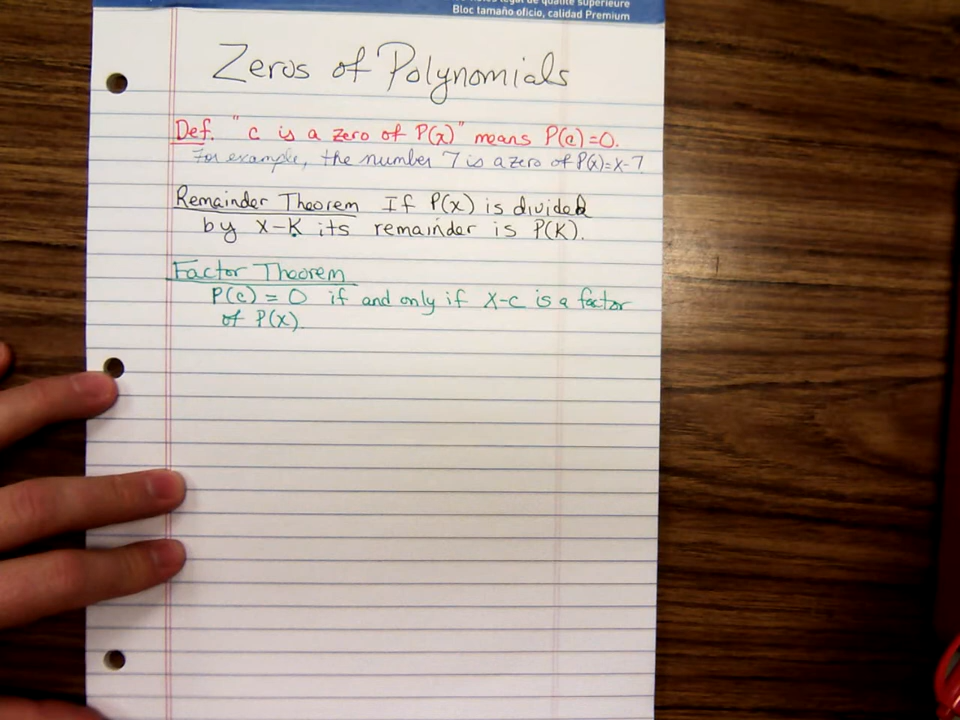 de qualité supérieure
Bloc tamaño oficio, calidad Premium
Zeros of Polynomials
Def. "c is a zero of P(x)" means P(c)=0.
For example, the number 7 is a zero of P(x)=x-7
Remainder Theorem If P(x) is divided
by x-K its remainder is P(K).
Factor Theorem
P(c) = 0 if and only if x-c is a factor
of P(x).